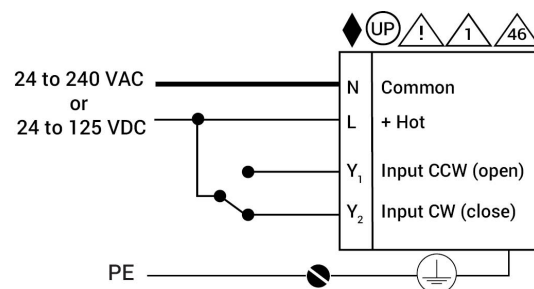 UP ! 1 46
24 to 240 VAC
or
24 to 125 VDC
N Common
L + Hot
Y1 Input CCW (open)
Y2 Input CW (close)
PE